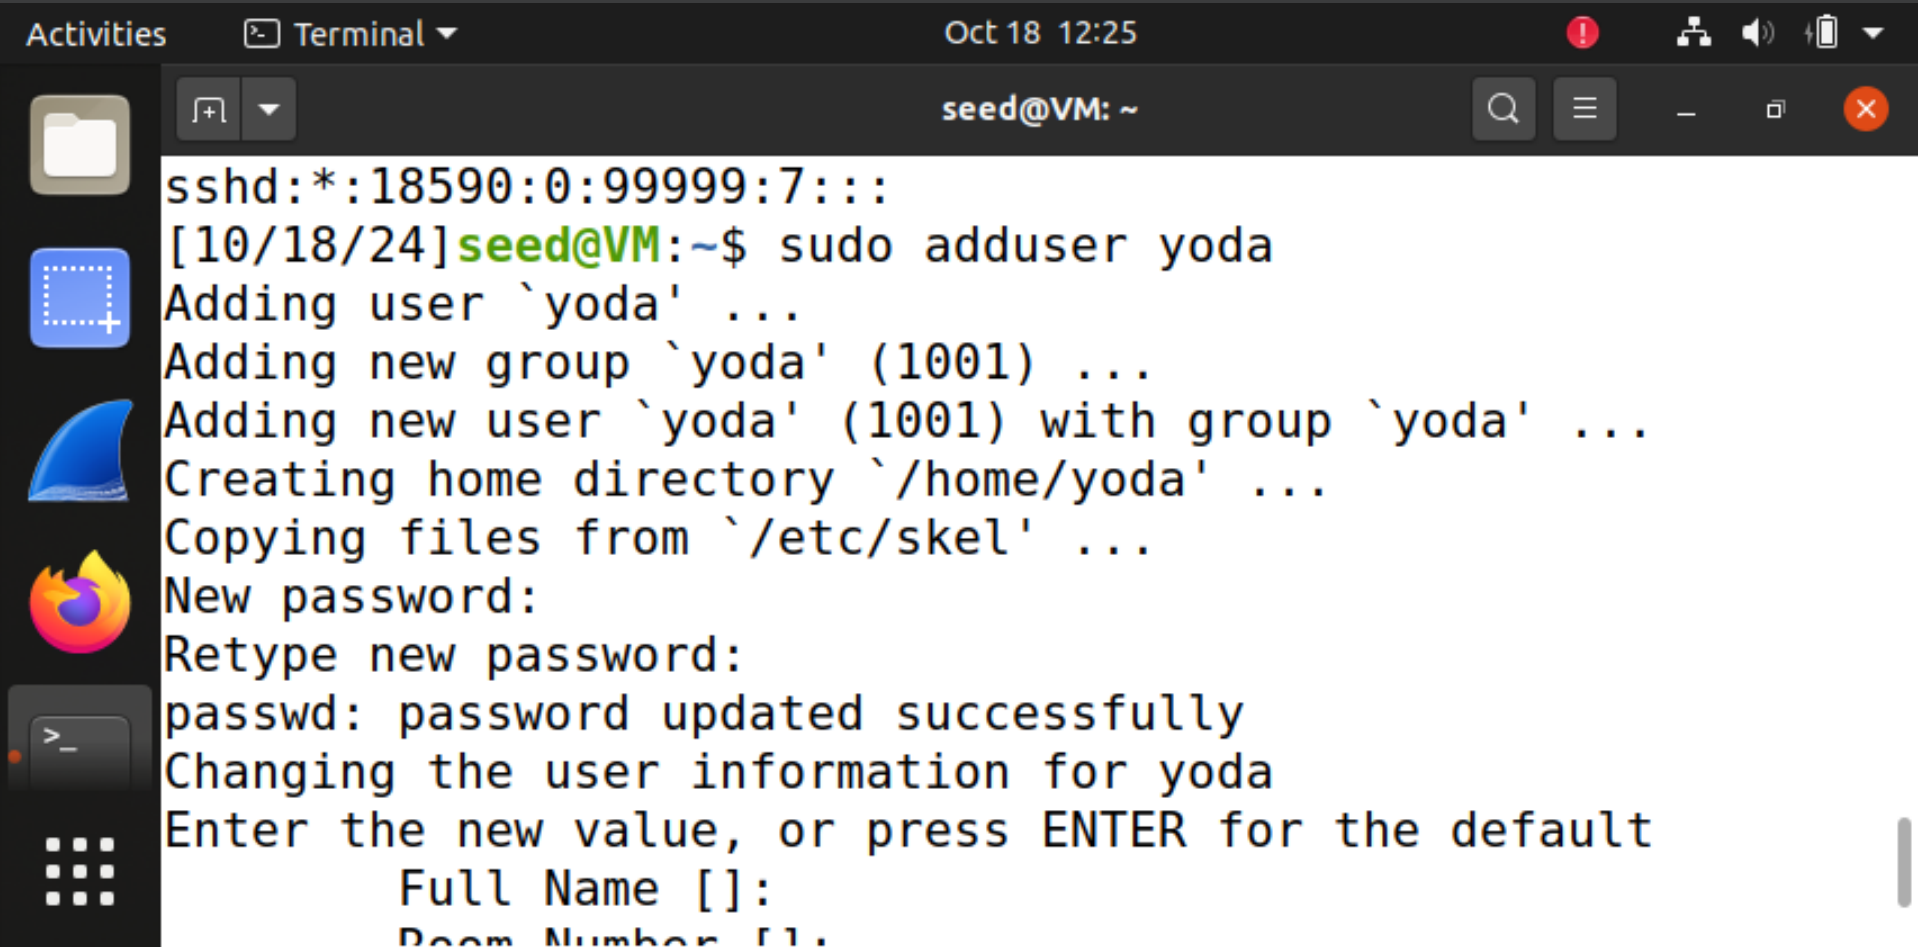 Activities Terminal Oct 18 12:25
seed@VM: ~
sshd:*:18590:0:99999:7:::
[10/18/24]seed@VM:~$ sudo adduser yoda
Adding user `yoda' ...
Adding new group `yoda' (1001) ...
Adding new user `yoda' (1001) with group `yoda' ...
Creating home directory `/home/yoda' ...
Copying files from `/etc/skel' ...
New password:
Retype new password:
passwd: password updated successfully
Changing the user information for yoda
Enter the new value, or press ENTER for the default
Full Name []:
Room Number []: